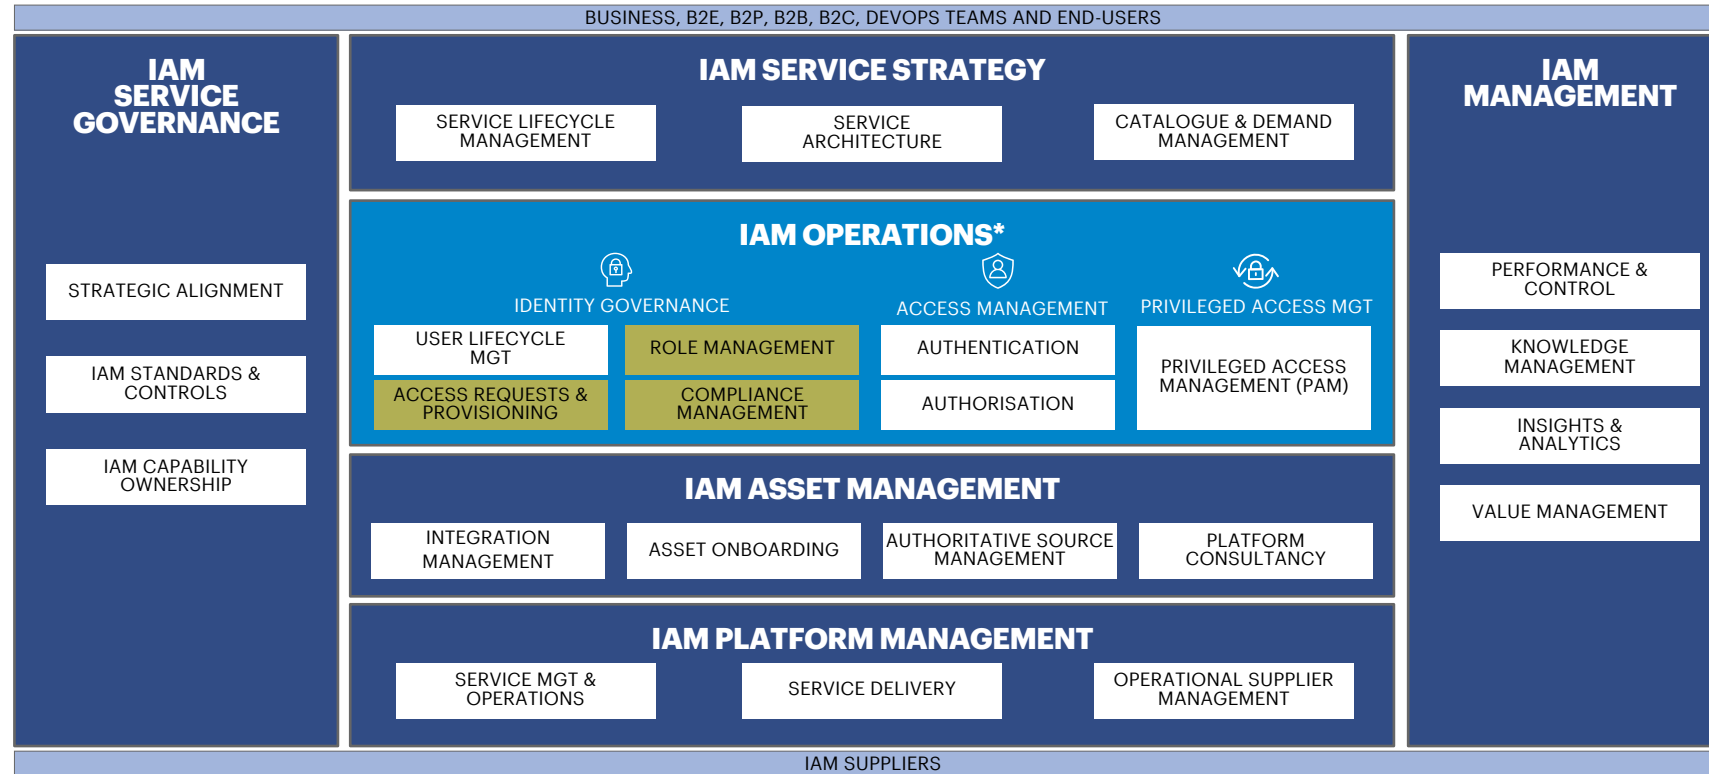 BUSINESS, B2E, B2P, B2B, B2C, DEVOPS TEAMS AND END-USERS
IAM
SERVICE
GOVERNANCE
STRATEGIC ALIGNMENT
IAM STANDARDS &
CONTROLS
IAM CAPABILITY
OWNERSHIP
IAM SERVICE STRATEGY
SERVICE LIFECYCLE
MANAGEMENT
SERVICE
ARCHITECTURE
CATALOGUE & DEMAND
MANAGEMENT
IAM OPERATIONS*
IDENTITY GOVERNANCE
USER LIFECYCLE
MGT
ROLE MANAGEMENT
ACCESS REQUESTS &
PROVISIONING
COMPLIANCE
MANAGEMENT
ACCESS MANAGEMENT
AUTHENTICATION
AUTHORISATION
PRIVILEGED ACCESS MGT
PRIVILEGED ACCESS
MANAGEMENT (PAM)
IAM ASSET MANAGEMENT
INTEGRATION
MANAGEMENT
ASSET ONBOARDING
AUTHORITATIVE SOURCE
MANAGEMENT
PLATFORM
CONSULTANCY
IAM PLATFORM MANAGEMENT
SERVICE MGT &
OPERATIONS
SERVICE DELIVERY
OPERATIONAL SUPPLIER
MANAGEMENT
IAM
MANAGEMENT
PERFORMANCE &
CONTROL
KNOWLEDGE
MANAGEMENT
INSIGHTS &
ANALYTICS
VALUE MANAGEMENT
IAM SUPPLIERS